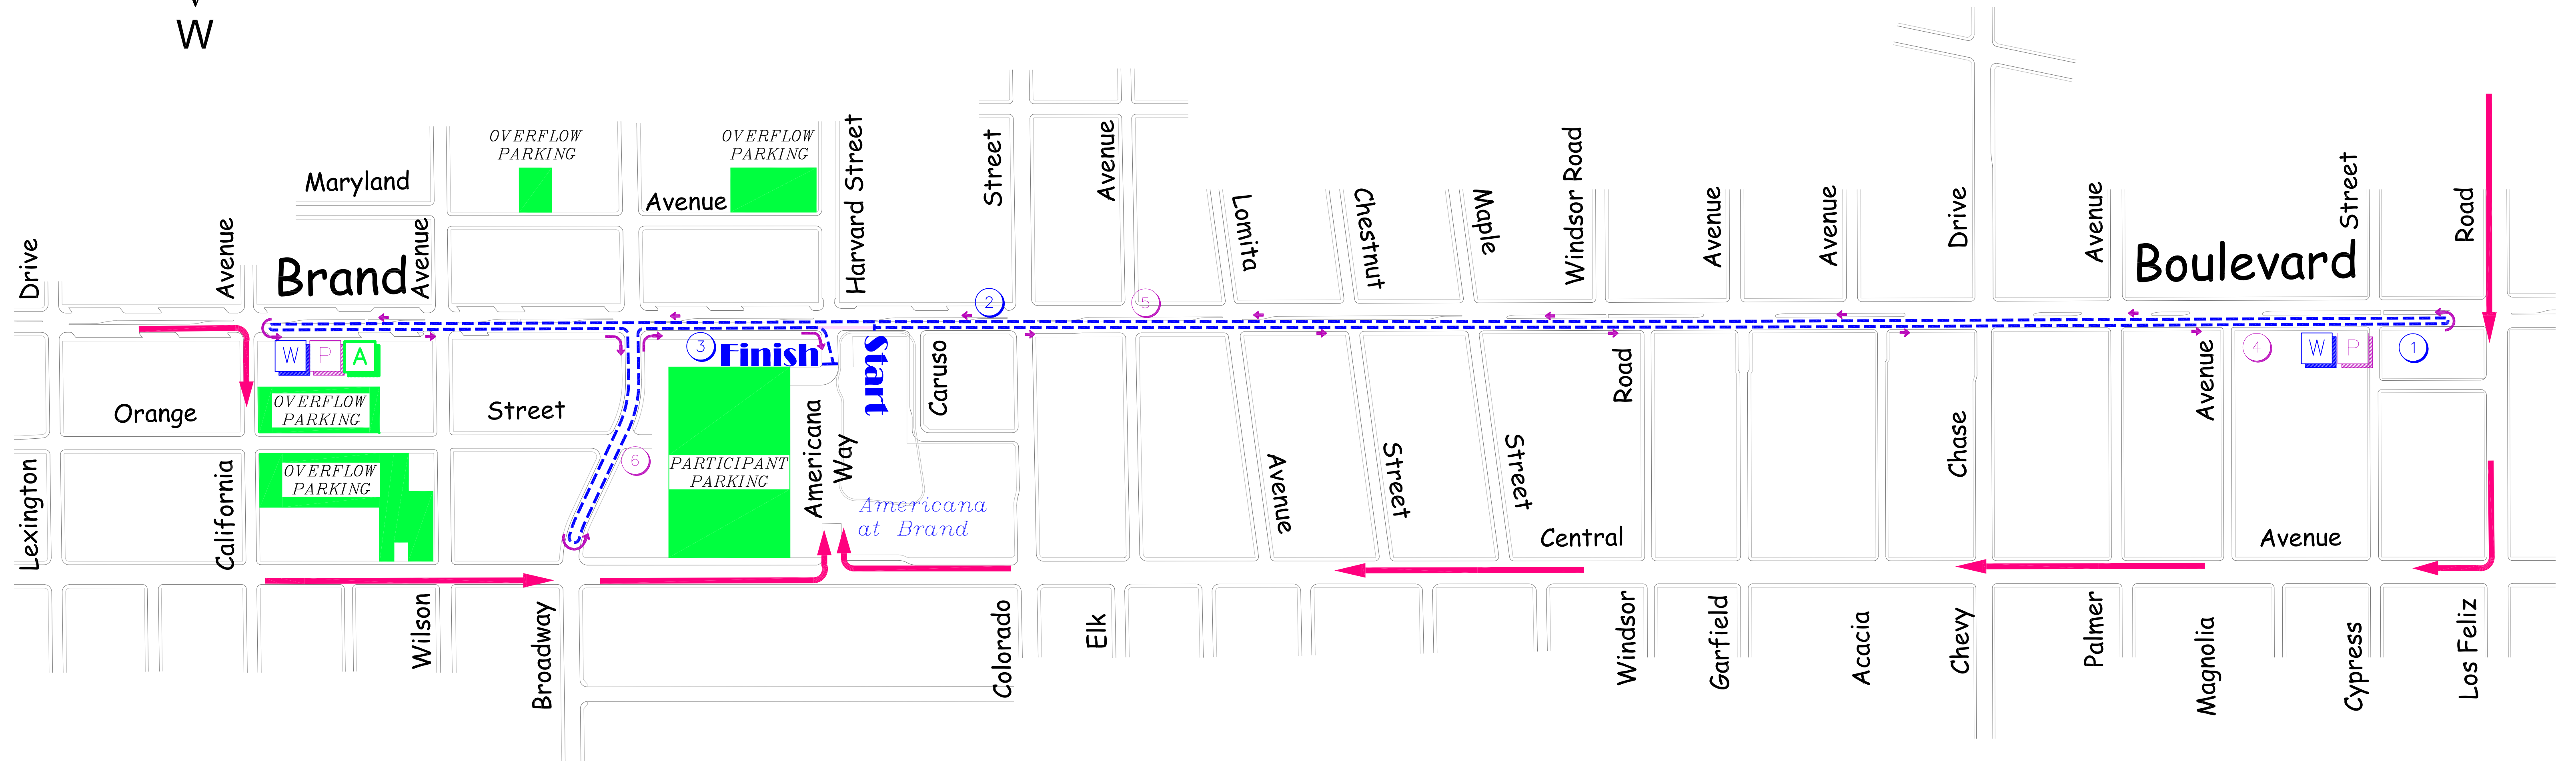 W
OVERFLOW
PARKING
OVERFLOW
PARKING
Maryland
Avenue
Harvard Street
Street
Avenue
Lomita
Chestnut
Maple
Windsor Road
Avenue
Avenue
Drive
Avenue
Street
Road
Drive
Avenue
Brand
Avenue
Boulevard
2
5
W
P
A
3
Finish
Start
Caruso
Road
Avenue
4
W
P
1
Orange
OVERFLOW
PARKING
Street
Americana
Way
Chase
Lexington
California
OVERFLOW
PARKING
6
PARTICIPANT
PARKING
Americana
at Brand
Avenue
Street
Street
Central
Avenue
Wilson
Broadway
Colorado
Elk
Windsor
Garfield
Acacia
Chevy
Palmer
Magnolia
Cypress
Los Feliz